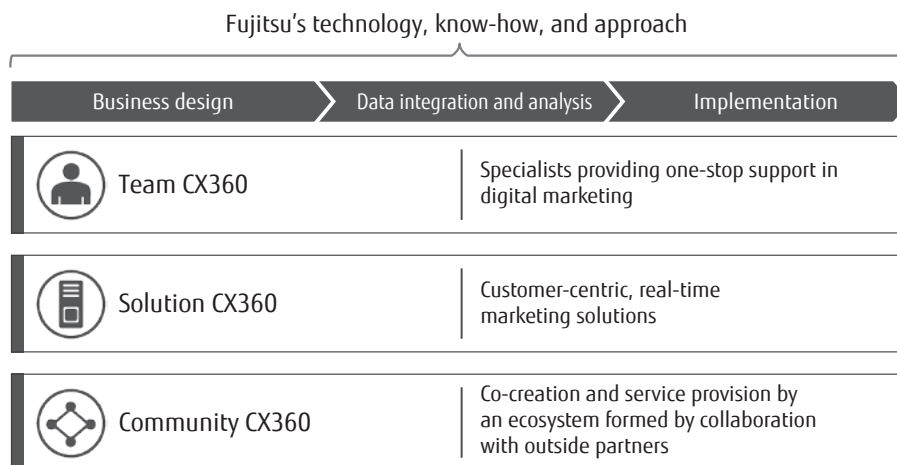 Fujitsu’s technology, know-how, and approach
Business design
Data integration and analysis
Implementation
Team CX360
Specialists providing one-stop support in
digital marketing
Solution CX360
Customer-centric, real-time
marketing solutions
Community CX360
Co-creation and service provision by
an ecosystem formed by collaboration
with outside partners